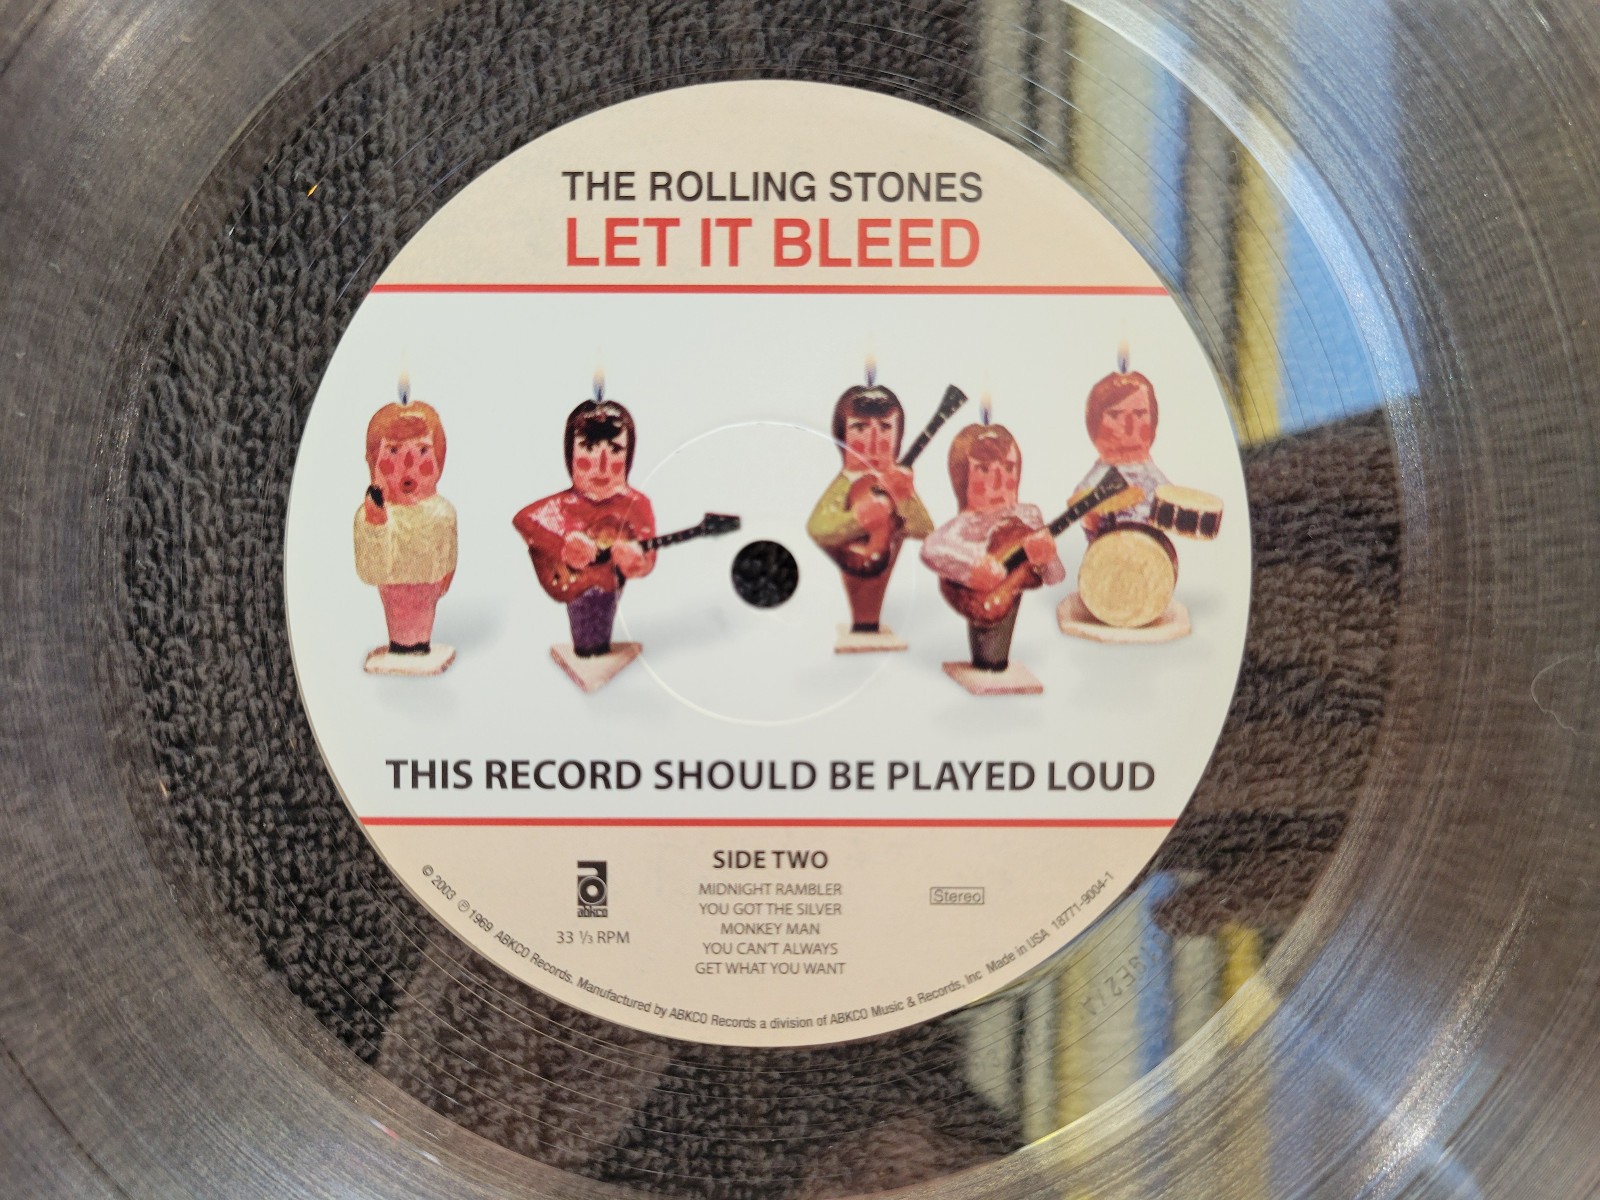 THE ROLLING STONES
LET IT BLEED
THIS RECORD SHOULD BE PLAYED LOUD
SIDE TWO
MIDNIGHT RAMBLER
YOU GOT THE SILVER
MONKEY MAN
YOU CAN'T ALWAYS
GET WHAT YOU WANT
abkco
33 ⅓ RPM
Stereo
© 2003 ℗ 1969 ABKCO Records. Manufactured by ABKCO Records a division of ABKCO Music & Records, Inc Made in USA 18771-9004-1